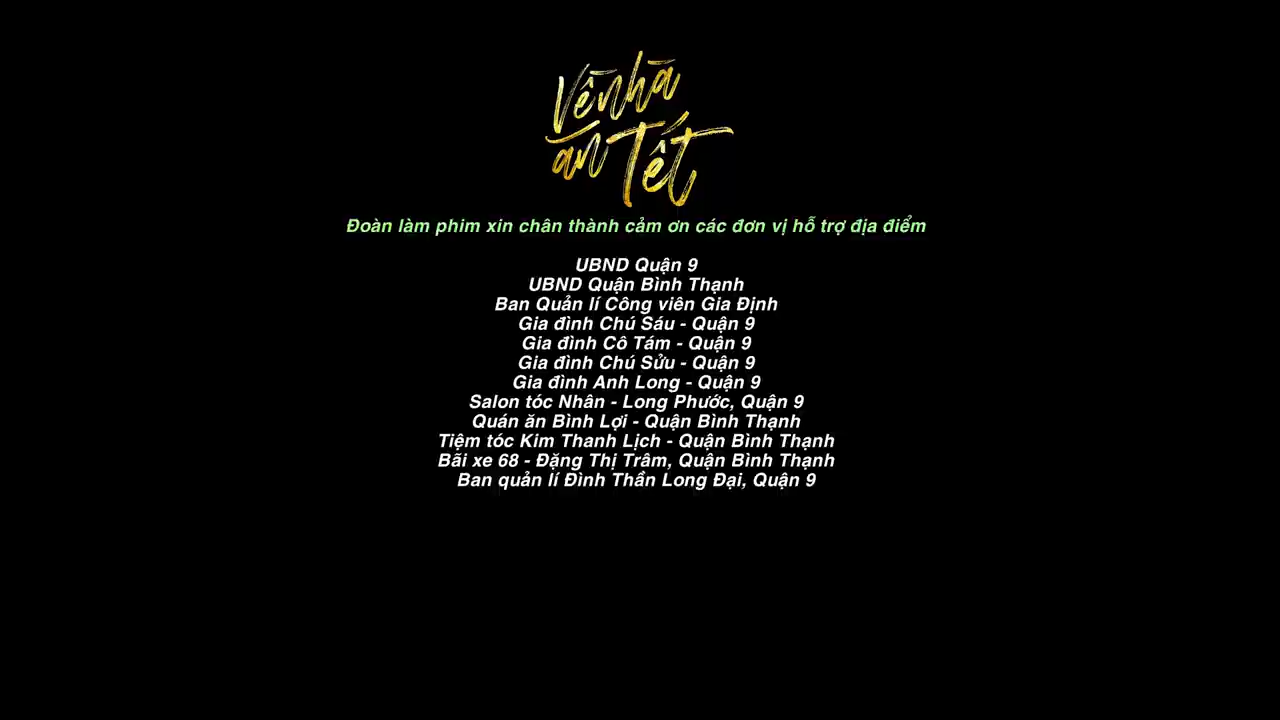 Về nhà
ăn Tết
Đoàn làm phim xin chân thành cảm ơn các đơn vị hỗ trợ địa điểm
UBND Quận 9
UBND Quận Bình Thạnh
Ban Quản lí Công viên Gia Định
Gia đình Chú Sáu - Quận 9
Gia đình Cô Tám - Quận 9
Gia đình Chú Sửu - Quận 9
Gia đình Anh Long - Quận 9
Salon tóc Nhân - Long Phước, Quận 9
Quán ăn Bình Lợi - Quận Bình Thạnh
Tiệm tóc Kim Thanh Lịch - Quận Bình Thạnh
Bãi xe 68 - Đặng Thị Trâm, Quận Bình Thạnh
Ban quản lí Đình Thần Long Đại, Quận 9